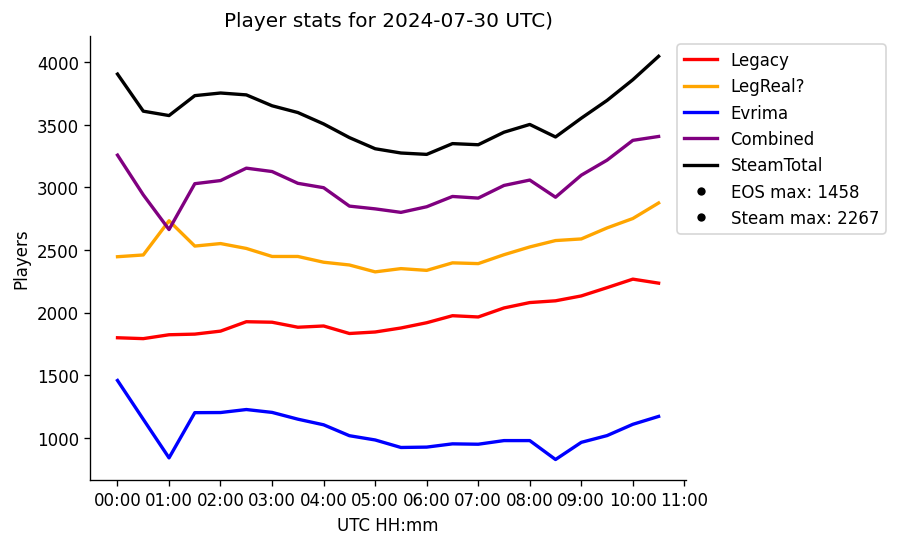 Player stats for 2024-07-30 UTC)
Players
4000
3500
3000
2500
2000
1500
1000
00:00 01:00 02:00 03:00 04:00 05:00 06:00 07:00 08:00 09:00 10:00 11:00
UTC HH:mm
Legacy
LegReal?
Evrima
Combined
SteamTotal
EOS max: 1458
Steam max: 2267